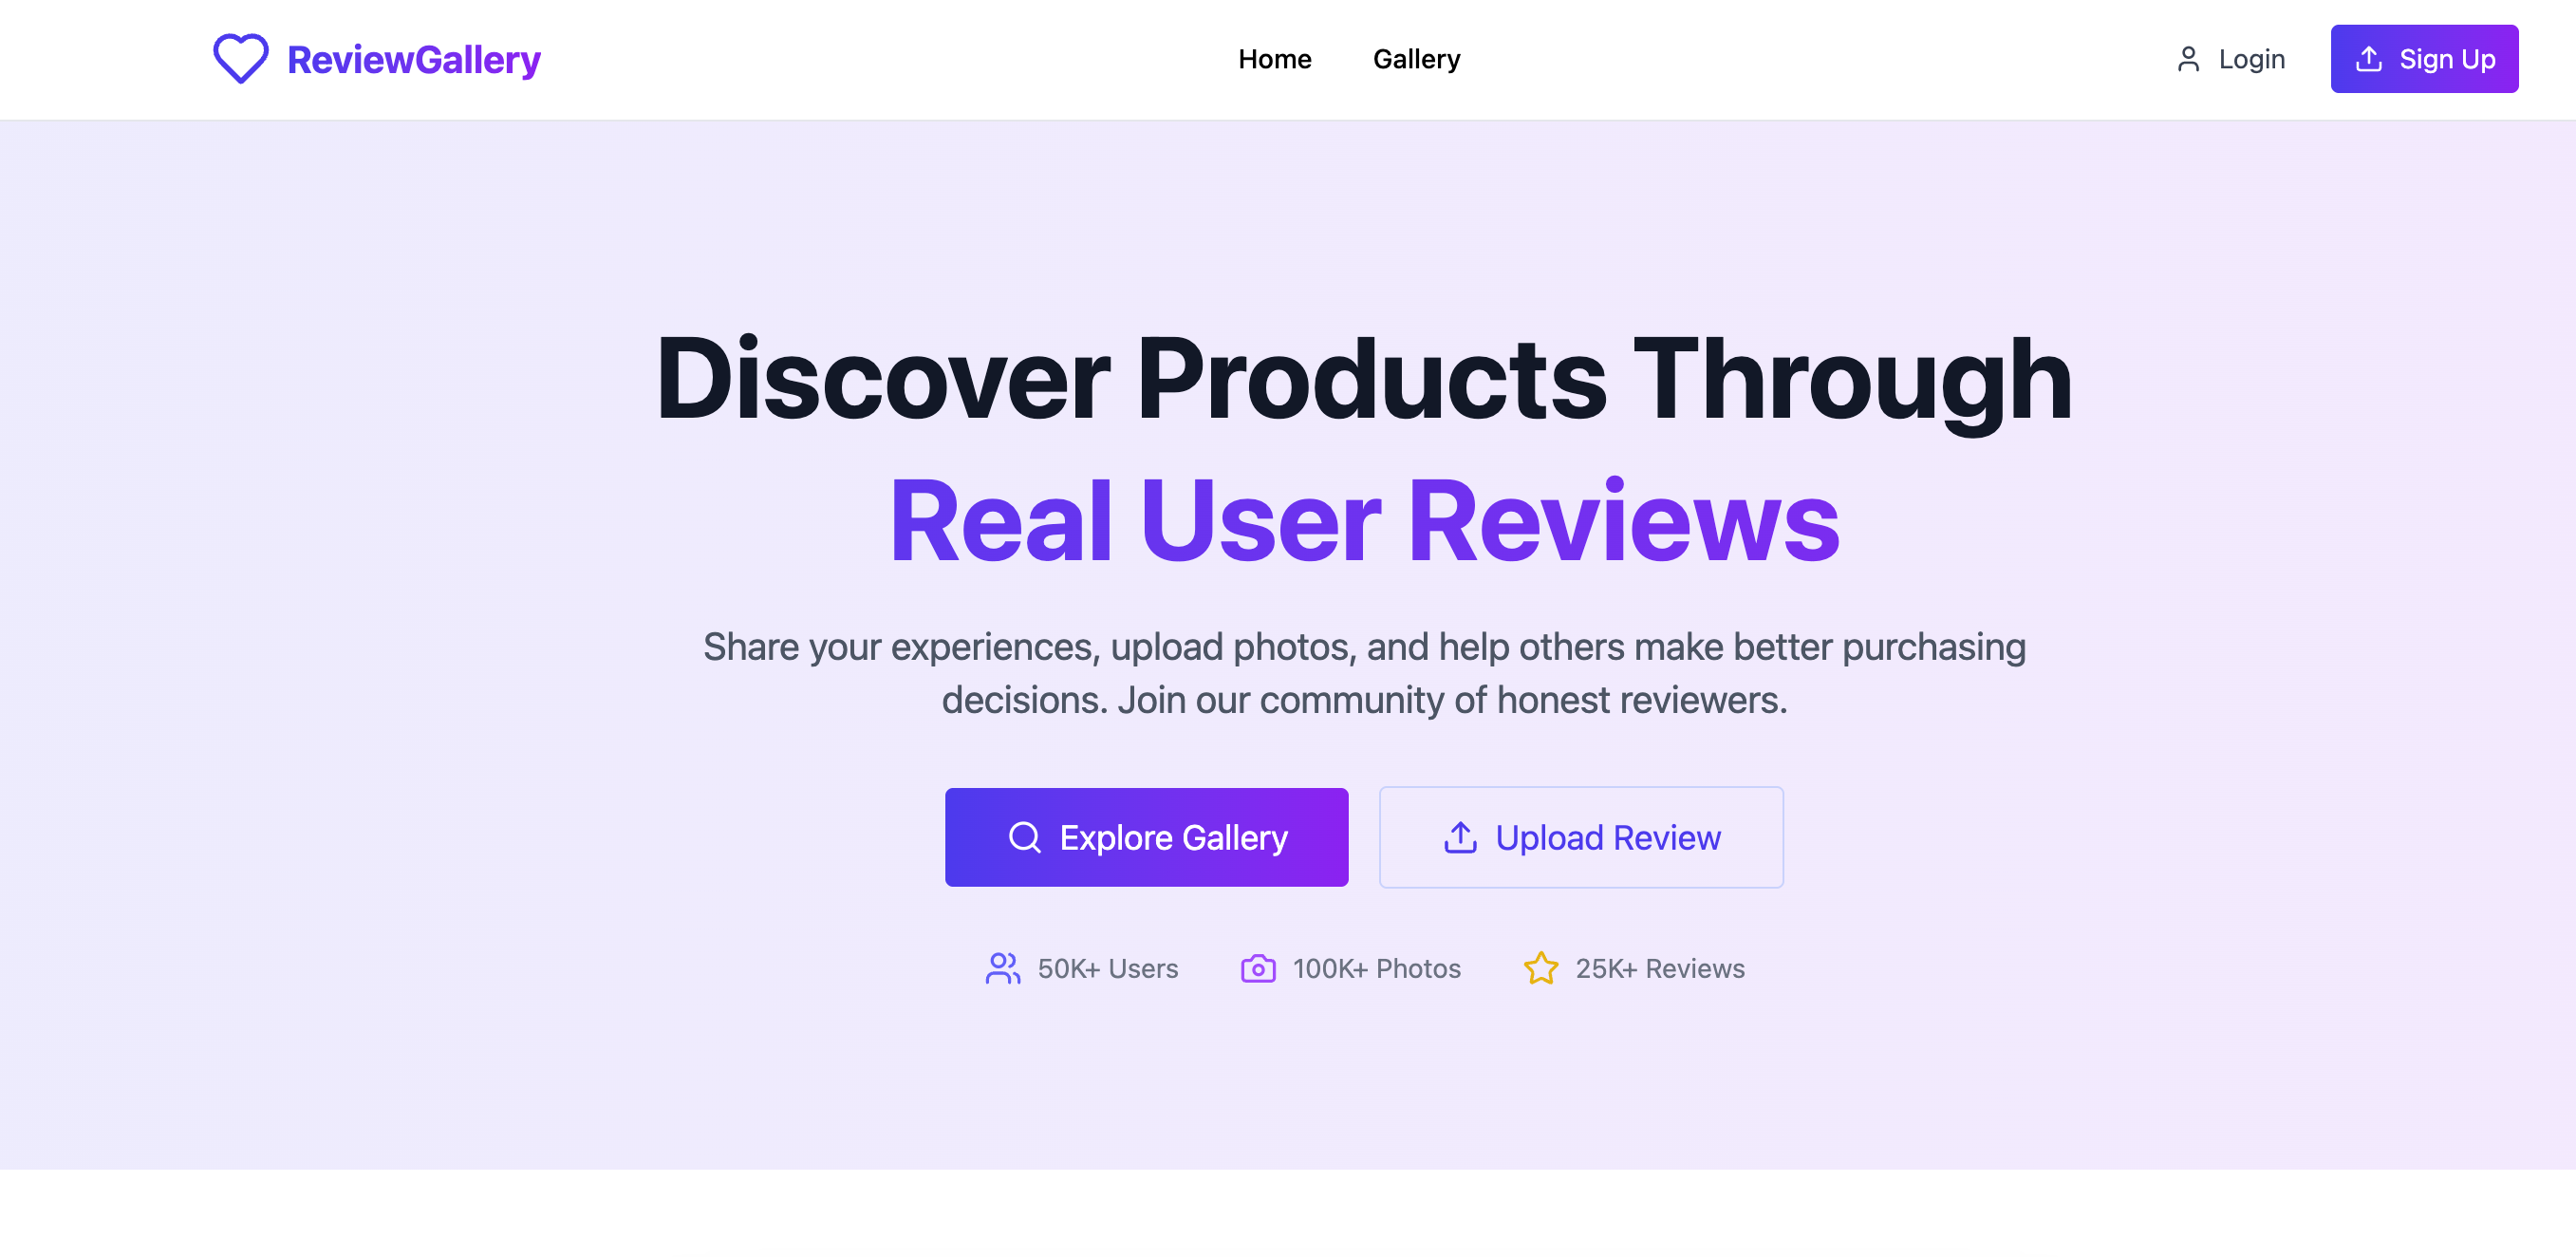 ReviewGallery
Home
Gallery
Login
Sign Up
Discover Products Through
Real User Reviews
Share your experiences, upload photos, and help others make better purchasing
decisions. Join our community of honest reviewers.
Explore Gallery
Upload Review
50K+ Users
100K+ Photos
25K+ Reviews